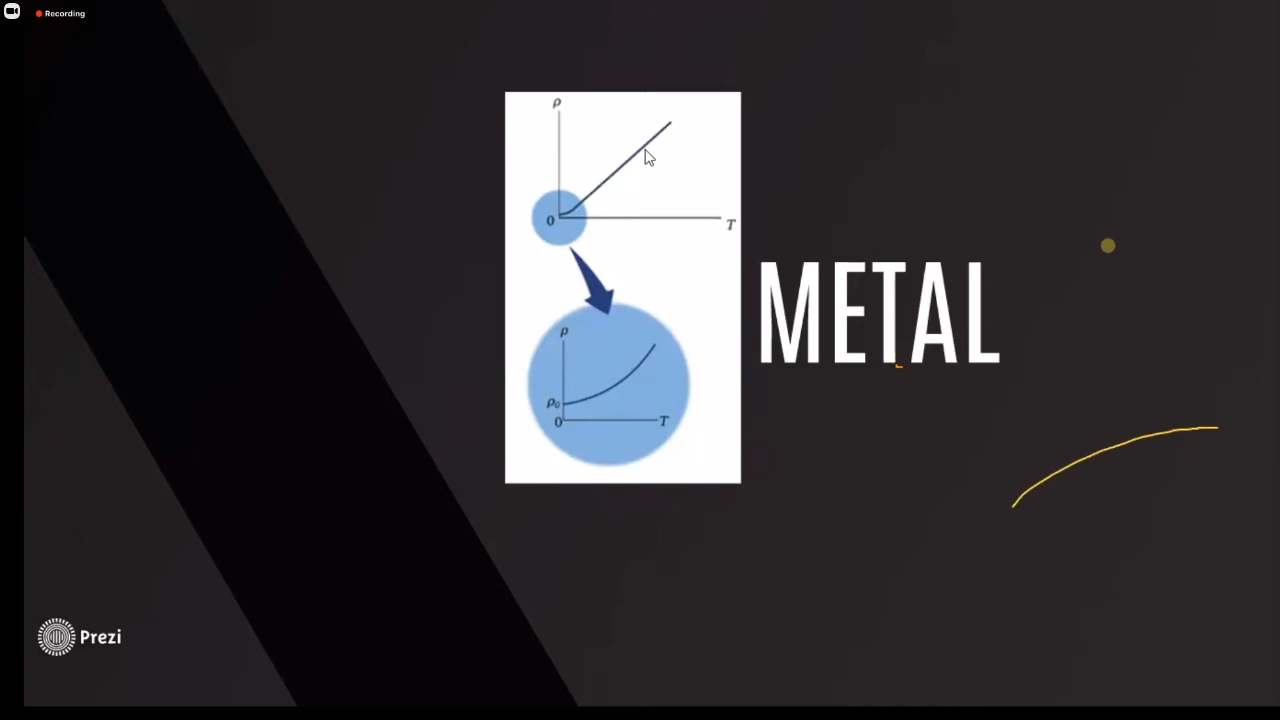 Recording
ρ
0
T
METAL
ρ
ρ₀
0
T
Prezi